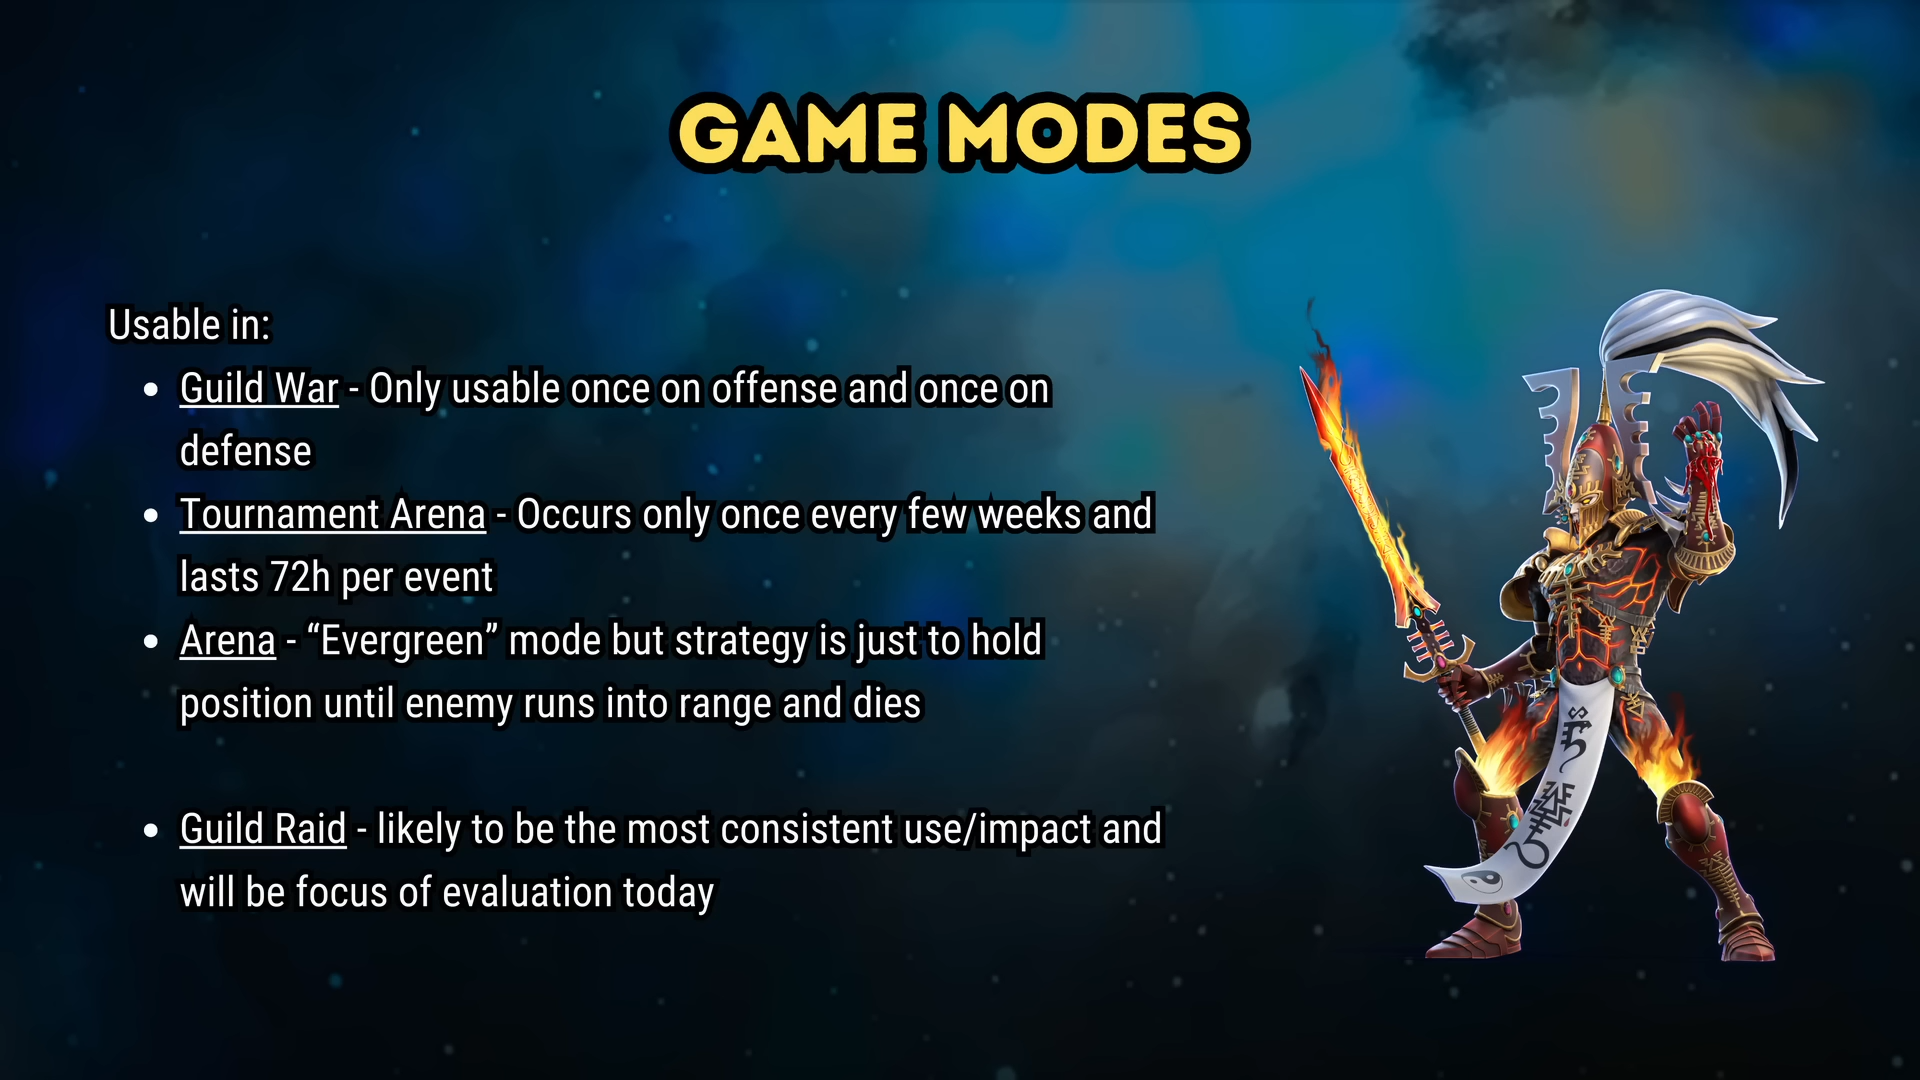 GAME MODES
Usable in:
• Guild War - Only usable once on offense and once on
defense
• Tournament Arena - Occurs only once every few weeks and
lasts 72h per event
• Arena - “Evergreen” mode but strategy is just to hold
position until enemy runs into range and dies
• Guild Raid - likely to be the most consistent use/impact and
will be focus of evaluation today